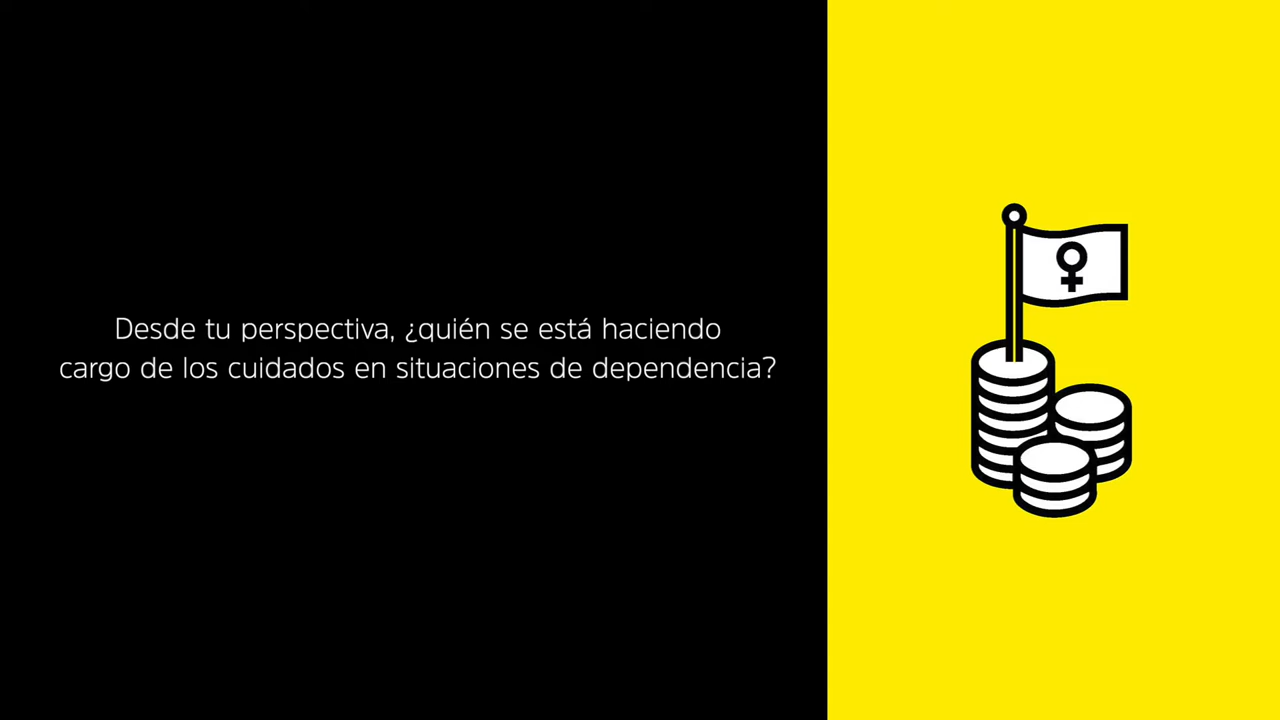 Desde tu perspectiva, ¿quién se está haciendo
cargo de los cuidados en situaciones de dependencia?